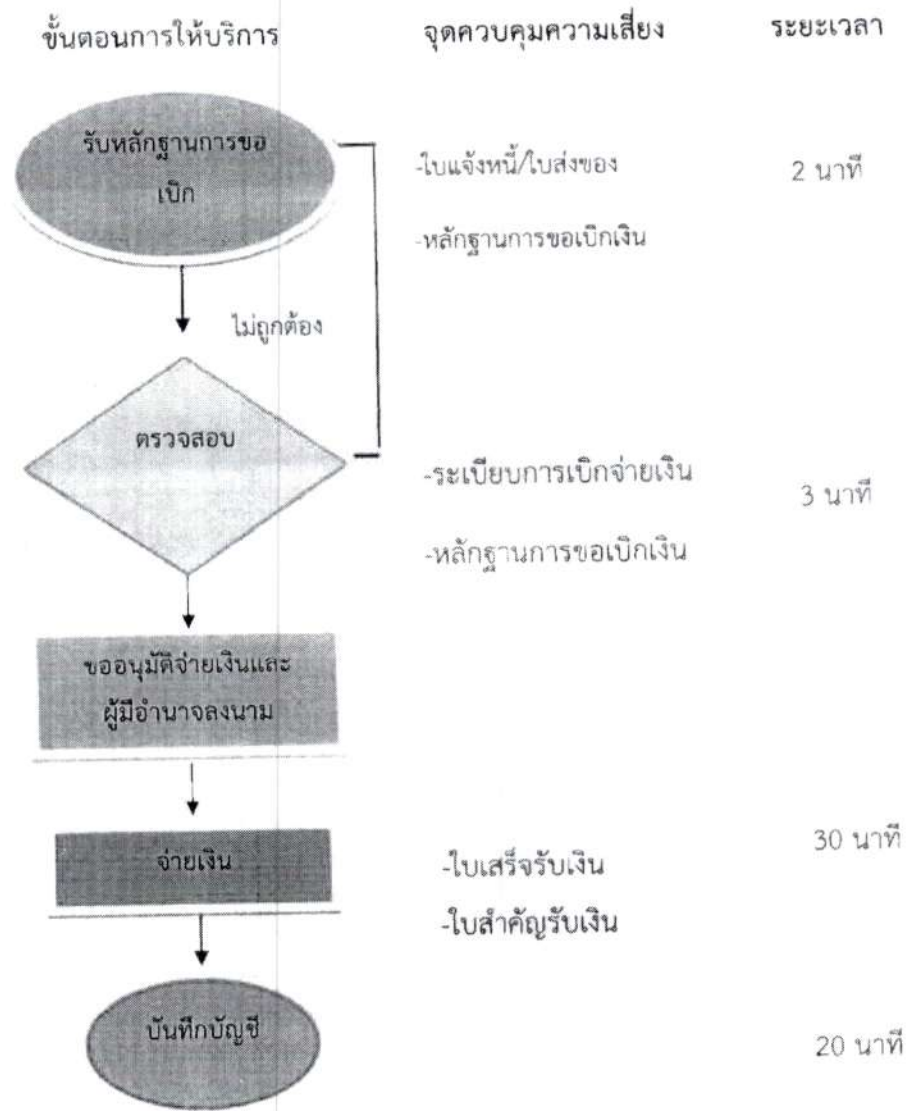 ขั้นตอนการให้บริการ จุดควบคุมความเสี่ยง ระยะเวลา
รับหลักฐานการขอ
เบิก
-ใบแจ้งหนี้/ใบส่งของ 2 นาที
-หลักฐานการขอเบิกเงิน
ไม่ถูกต้อง
ตรวจสอบ
-ระเบียบการเบิกจ่ายเงิน 3 นาที
-หลักฐานการขอเบิกเงิน
ขออนุมัติจ่ายเงินและ
ผู้มีอำนาจลงนาม
จ่ายเงิน
-ใบเสร็จรับเงิน 30 นาที
-ใบสำคัญรับเงิน
บันทึกบัญชี 20 นาที